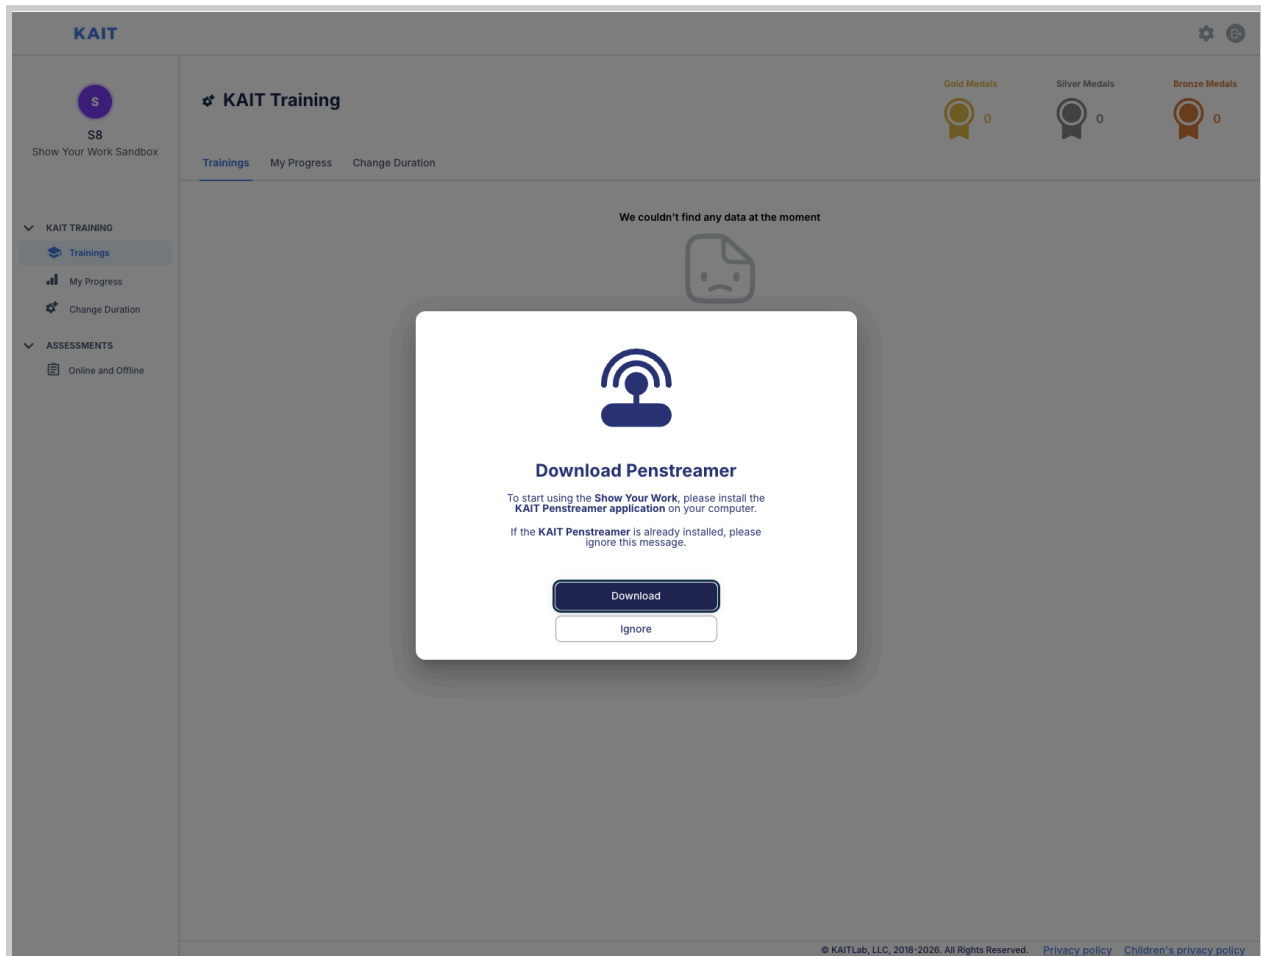 KAIT
S
S8
Show Your Work Sandbox
KAIT TRAINING
Trainings
My Progress
Change Duration
ASSESSMENTS
Online and Offline
KAIT Training
Gold Medals
0
Silver Medals
0
Bronze Medals
0
Trainings My Progress Change Duration
We couldn't find any data at the moment
Download Penstreamer
To start using the Show Your Work, please install the
KAIT Penstreamer application on your computer.
If the KAIT Penstreamer is already installed, please
ignore this message.
Download
Ignore
© KAITLab, LLC, 2018-2026. All Rights Reserved. Privacy policy Children's privacy policy